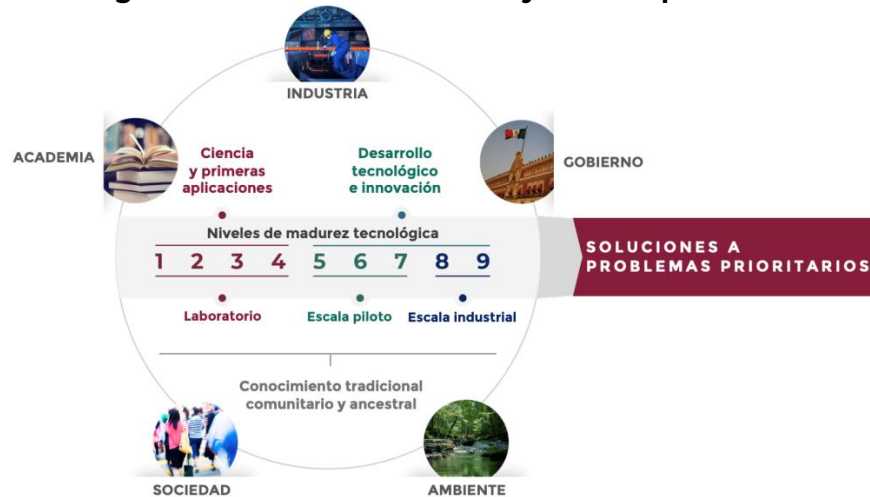 INDUSTRIA
ACADEMIA
GOBIERNO
Ciencia
y primeras
aplicaciones
Desarrollo
tecnológico
e innovación
Niveles de madurez tecnológica
1 2 3 4 5 6 7 8 9
Laboratorio
Escala piloto
Escala industrial
SOLUCIONES A
PROBLEMAS PRIORITARIOS
Conocimiento tradicional
comunitario y ancestral
SOCIEDAD
AMBIENTE